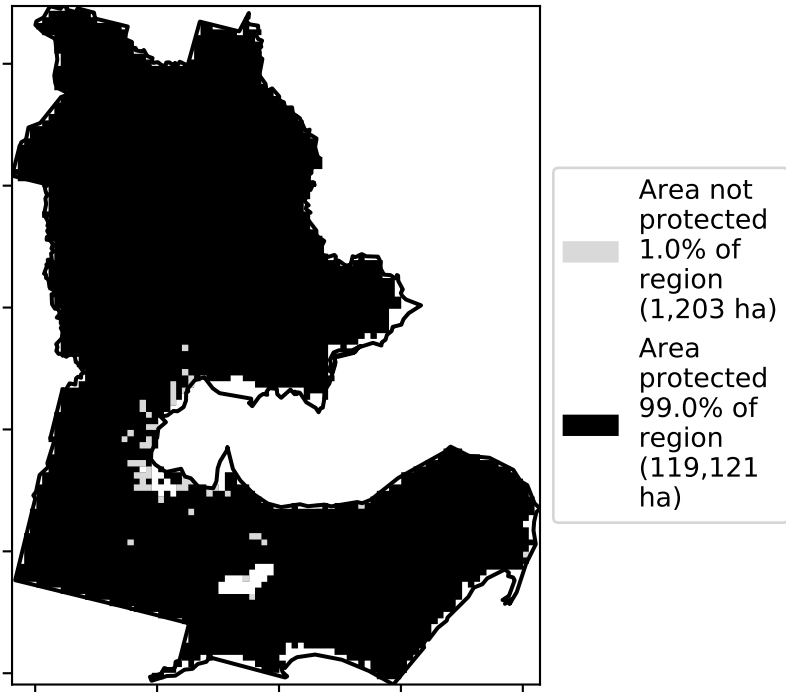 Area not
protected
1.0% of
region
(1,203 ha)
Area
protected
99.0% of
region
(119,121
ha)